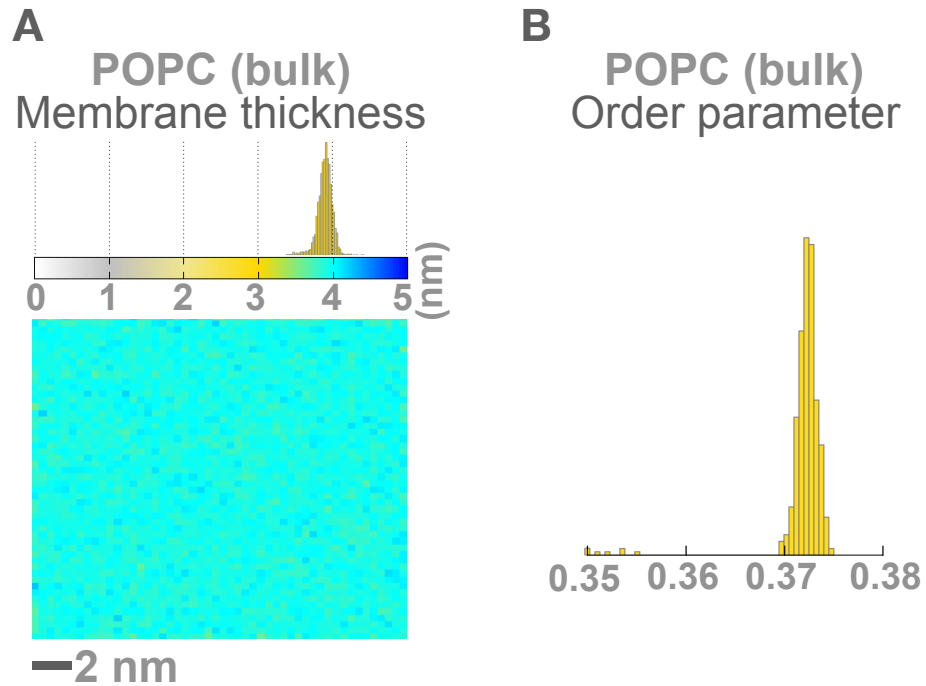 A
POPC (bulk)
Membrane thickness
0 1 2 3 4 5
(nm)
2 nm
B
POPC (bulk)
Order parameter
0.35 0.36 0.37 0.38